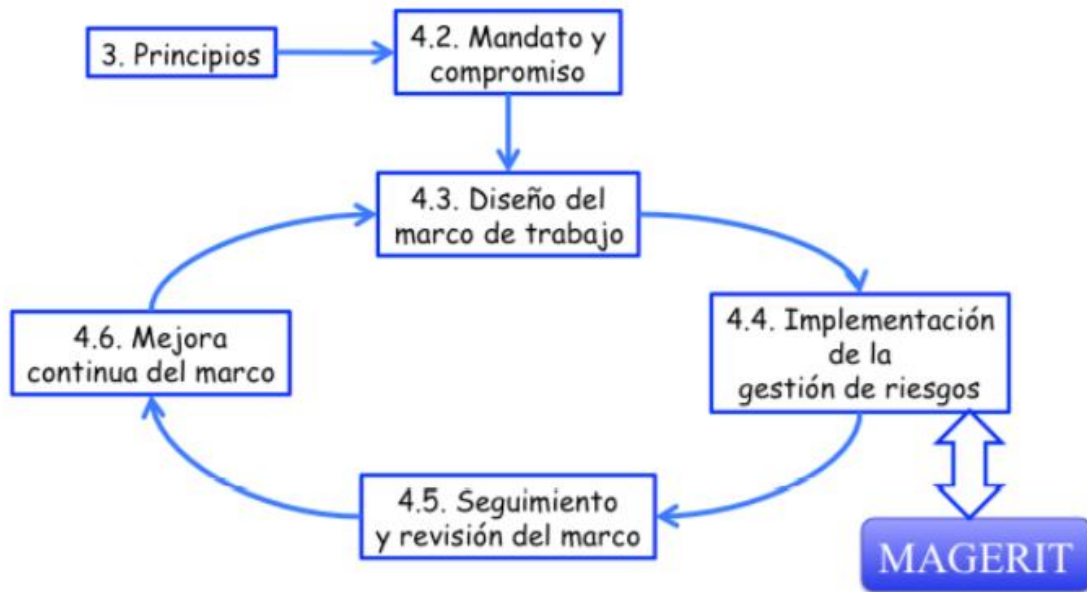 3. Principios
4.2. Mandato y
compromiso
4.3. Diseño del
marco de trabajo
4.4. Implementación
de la
gestión de riesgos
4.5. Seguimiento
y revisión del marco
4.6. Mejora
continua del marco
MAGERIT